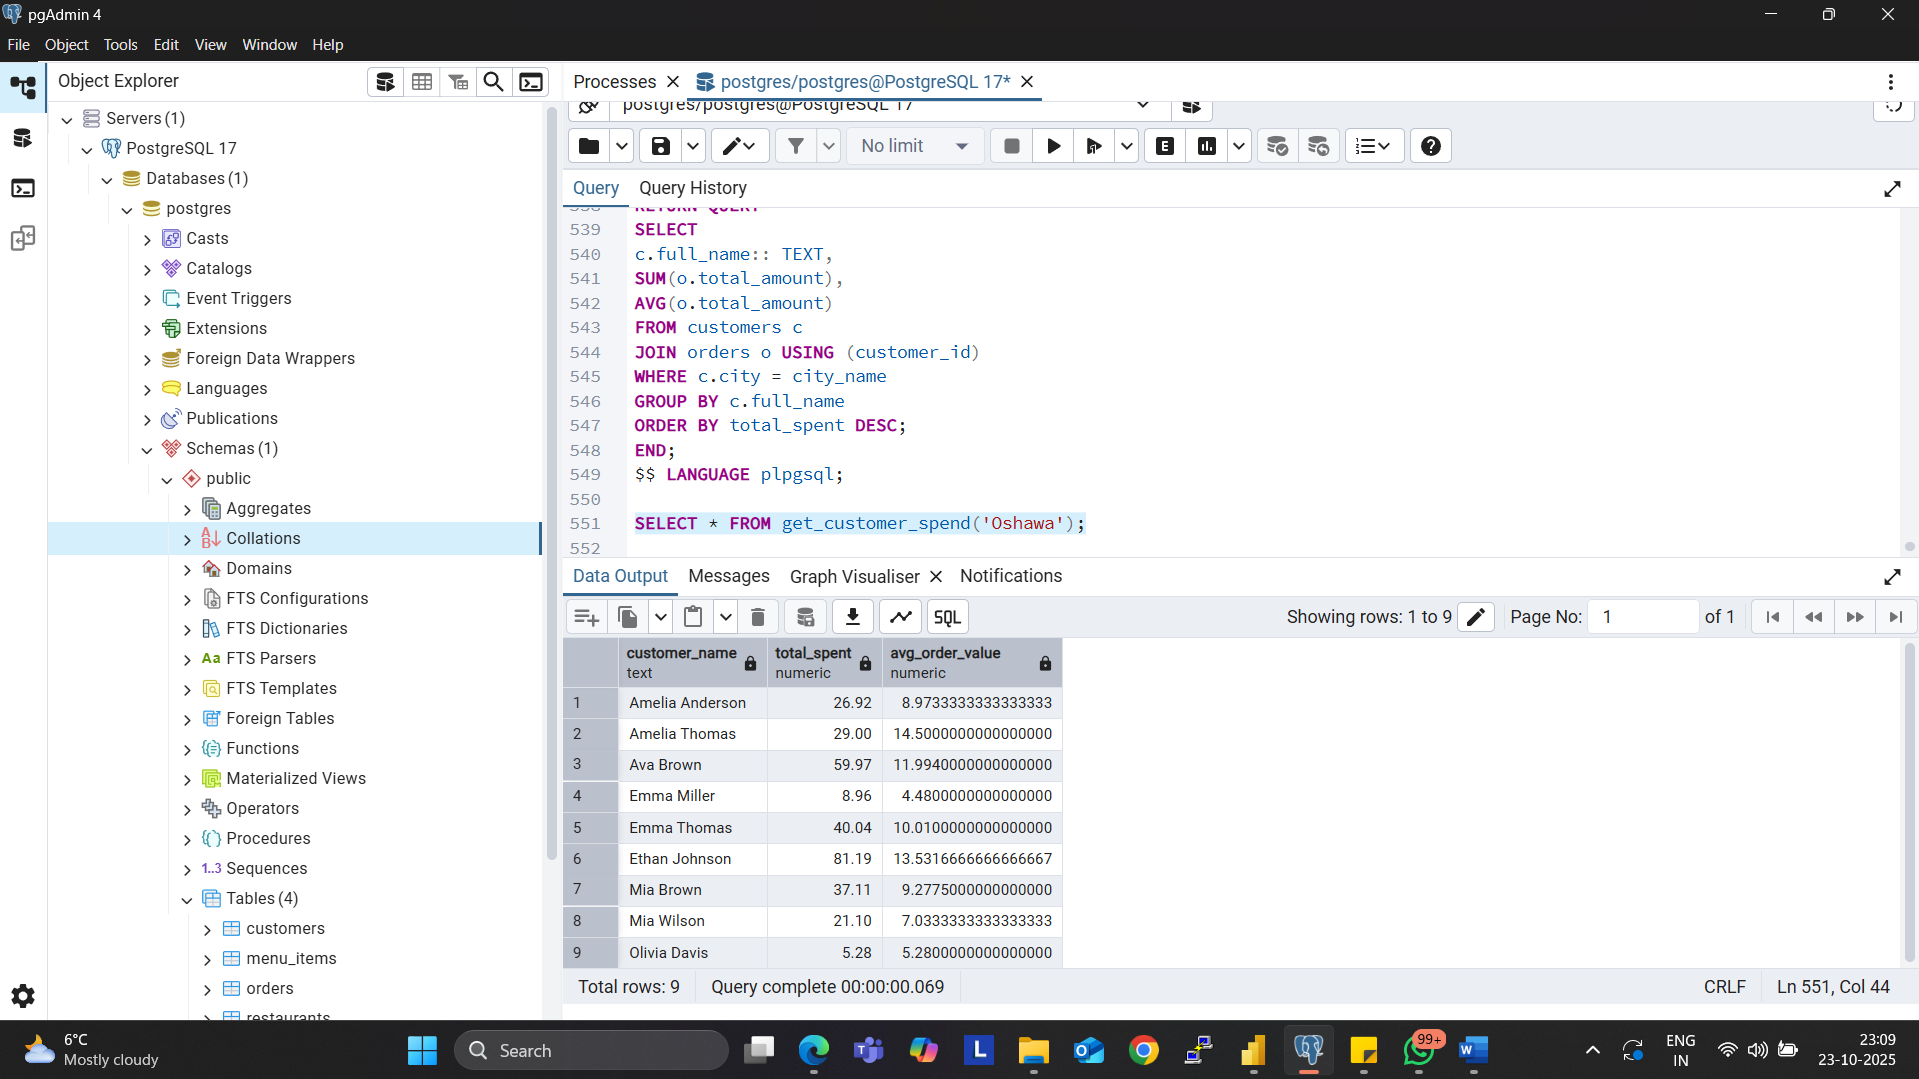 pgAdmin 4
File Object Tools Edit View Window Help
Object Explorer
Processes postgres/postgres@PostgreSQL 17*
Servers (1)
PostgreSQL 17
Databases (1)
postgres
Casts
Catalogs
Event Triggers
Extensions
Foreign Data Wrappers
Languages
Publications
Schemas (1)
public
Aggregates
Collations
Domains
FTS Configurations
FTS Dictionaries
FTS Parsers
FTS Templates
Foreign Tables
Functions
Materialized Views
Operators
Procedures
Sequences
Tables (4)
customers
menu_items
orders
restaurants
postgres/postgres@PostgreSQL 17
No limit
Query Query History
538 RETURN QUERY
539 SELECT
540 c.full_name:: TEXT,
541 SUM(o.total_amount),
542 AVG(o.total_amount)
543 FROM customers c
544 JOIN orders o USING (customer_id)
545 WHERE c.city = city_name
546 GROUP BY c.full_name
547 ORDER BY total_spent DESC;
548 END;
549 $$ LANGUAGE plpgsql;
550
551 SELECT * FROM get_customer_spend('Oshawa');
552
Data Output Messages Graph Visualiser Notifications
SQL Showing rows: 1 to 9 Page No: 1 of 1
customer_name total_spent avg_order_value
text numeric numeric
1 Amelia Anderson 26.92 8.9733333333333333
2 Amelia Thomas 29.00 14.5000000000000000
3 Ava Brown 59.97 11.9940000000000000
4 Emma Miller 8.96 4.4800000000000000
5 Emma Thomas 40.04 10.0100000000000000
6 Ethan Johnson 81.19 13.5316666666666667
7 Mia Brown 37.11 9.2775000000000000
8 Mia Wilson 21.10 7.0333333333333333
9 Olivia Davis 5.28 5.2800000000000000
Total rows: 9 Query complete 00:00:00.069 CRLF Ln 551, Col 44
6°C
Mostly cloudy
Search
99+
ENG
IN
23:09
23-10-2025